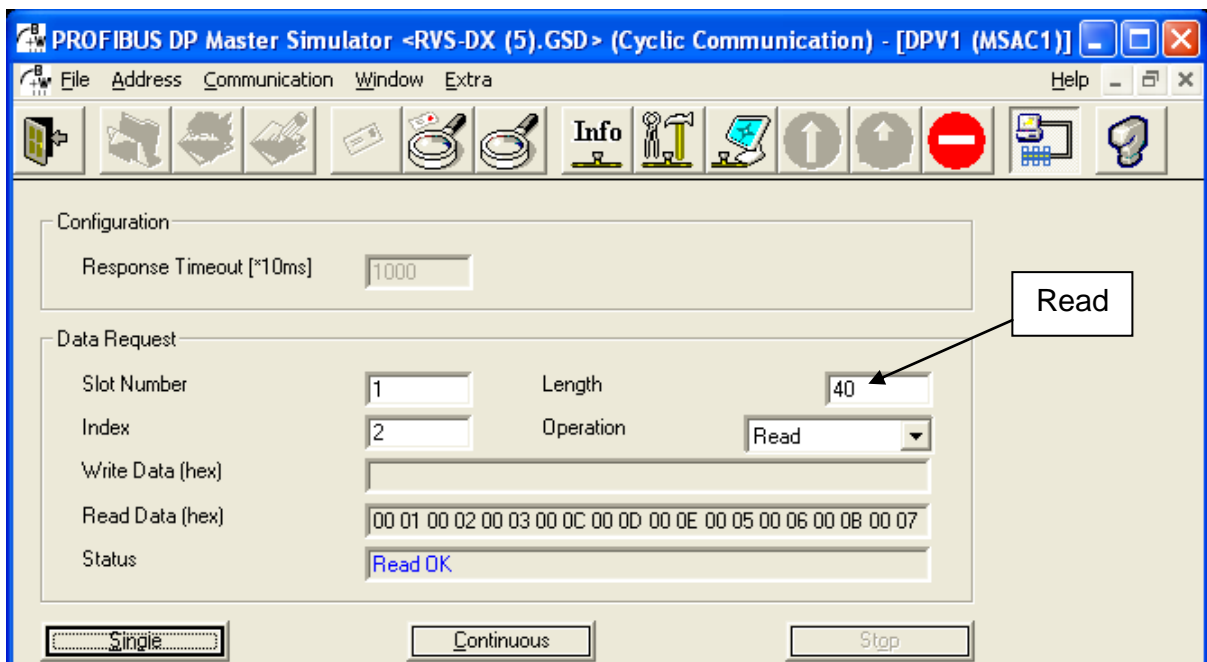 PROFIBUS DP Master Simulator <RVS-DX (5).GSD> (Cyclic Communication) - [DPV1 (MSAC1)]
File Address Communication Window Extra Help
Info
Configuration
Response Timeout [*10ms] 1000
Read
Data Request
Slot Number 1 Length 40
Index 2 Operation Read
Write Data (hex)
Read Data (hex) 00 01 00 02 00 03 00 0C 00 0D 00 0E 00 05 00 06 00 0B 00 07
Status Read OK
Single Continuous Stop